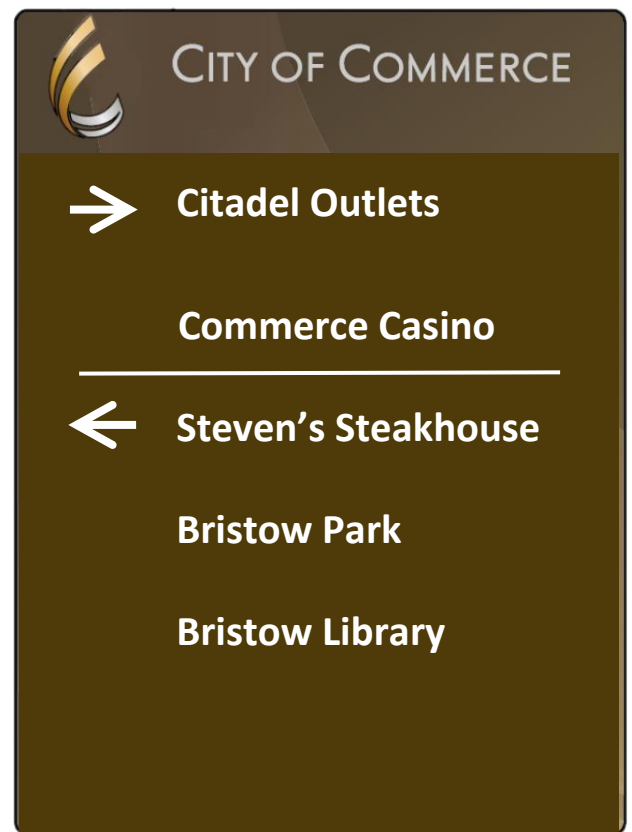 CITY OF COMMERCE
Citadel Outlets
Commerce Casino
Steven’s Steakhouse
Bristow Park
Bristow Library